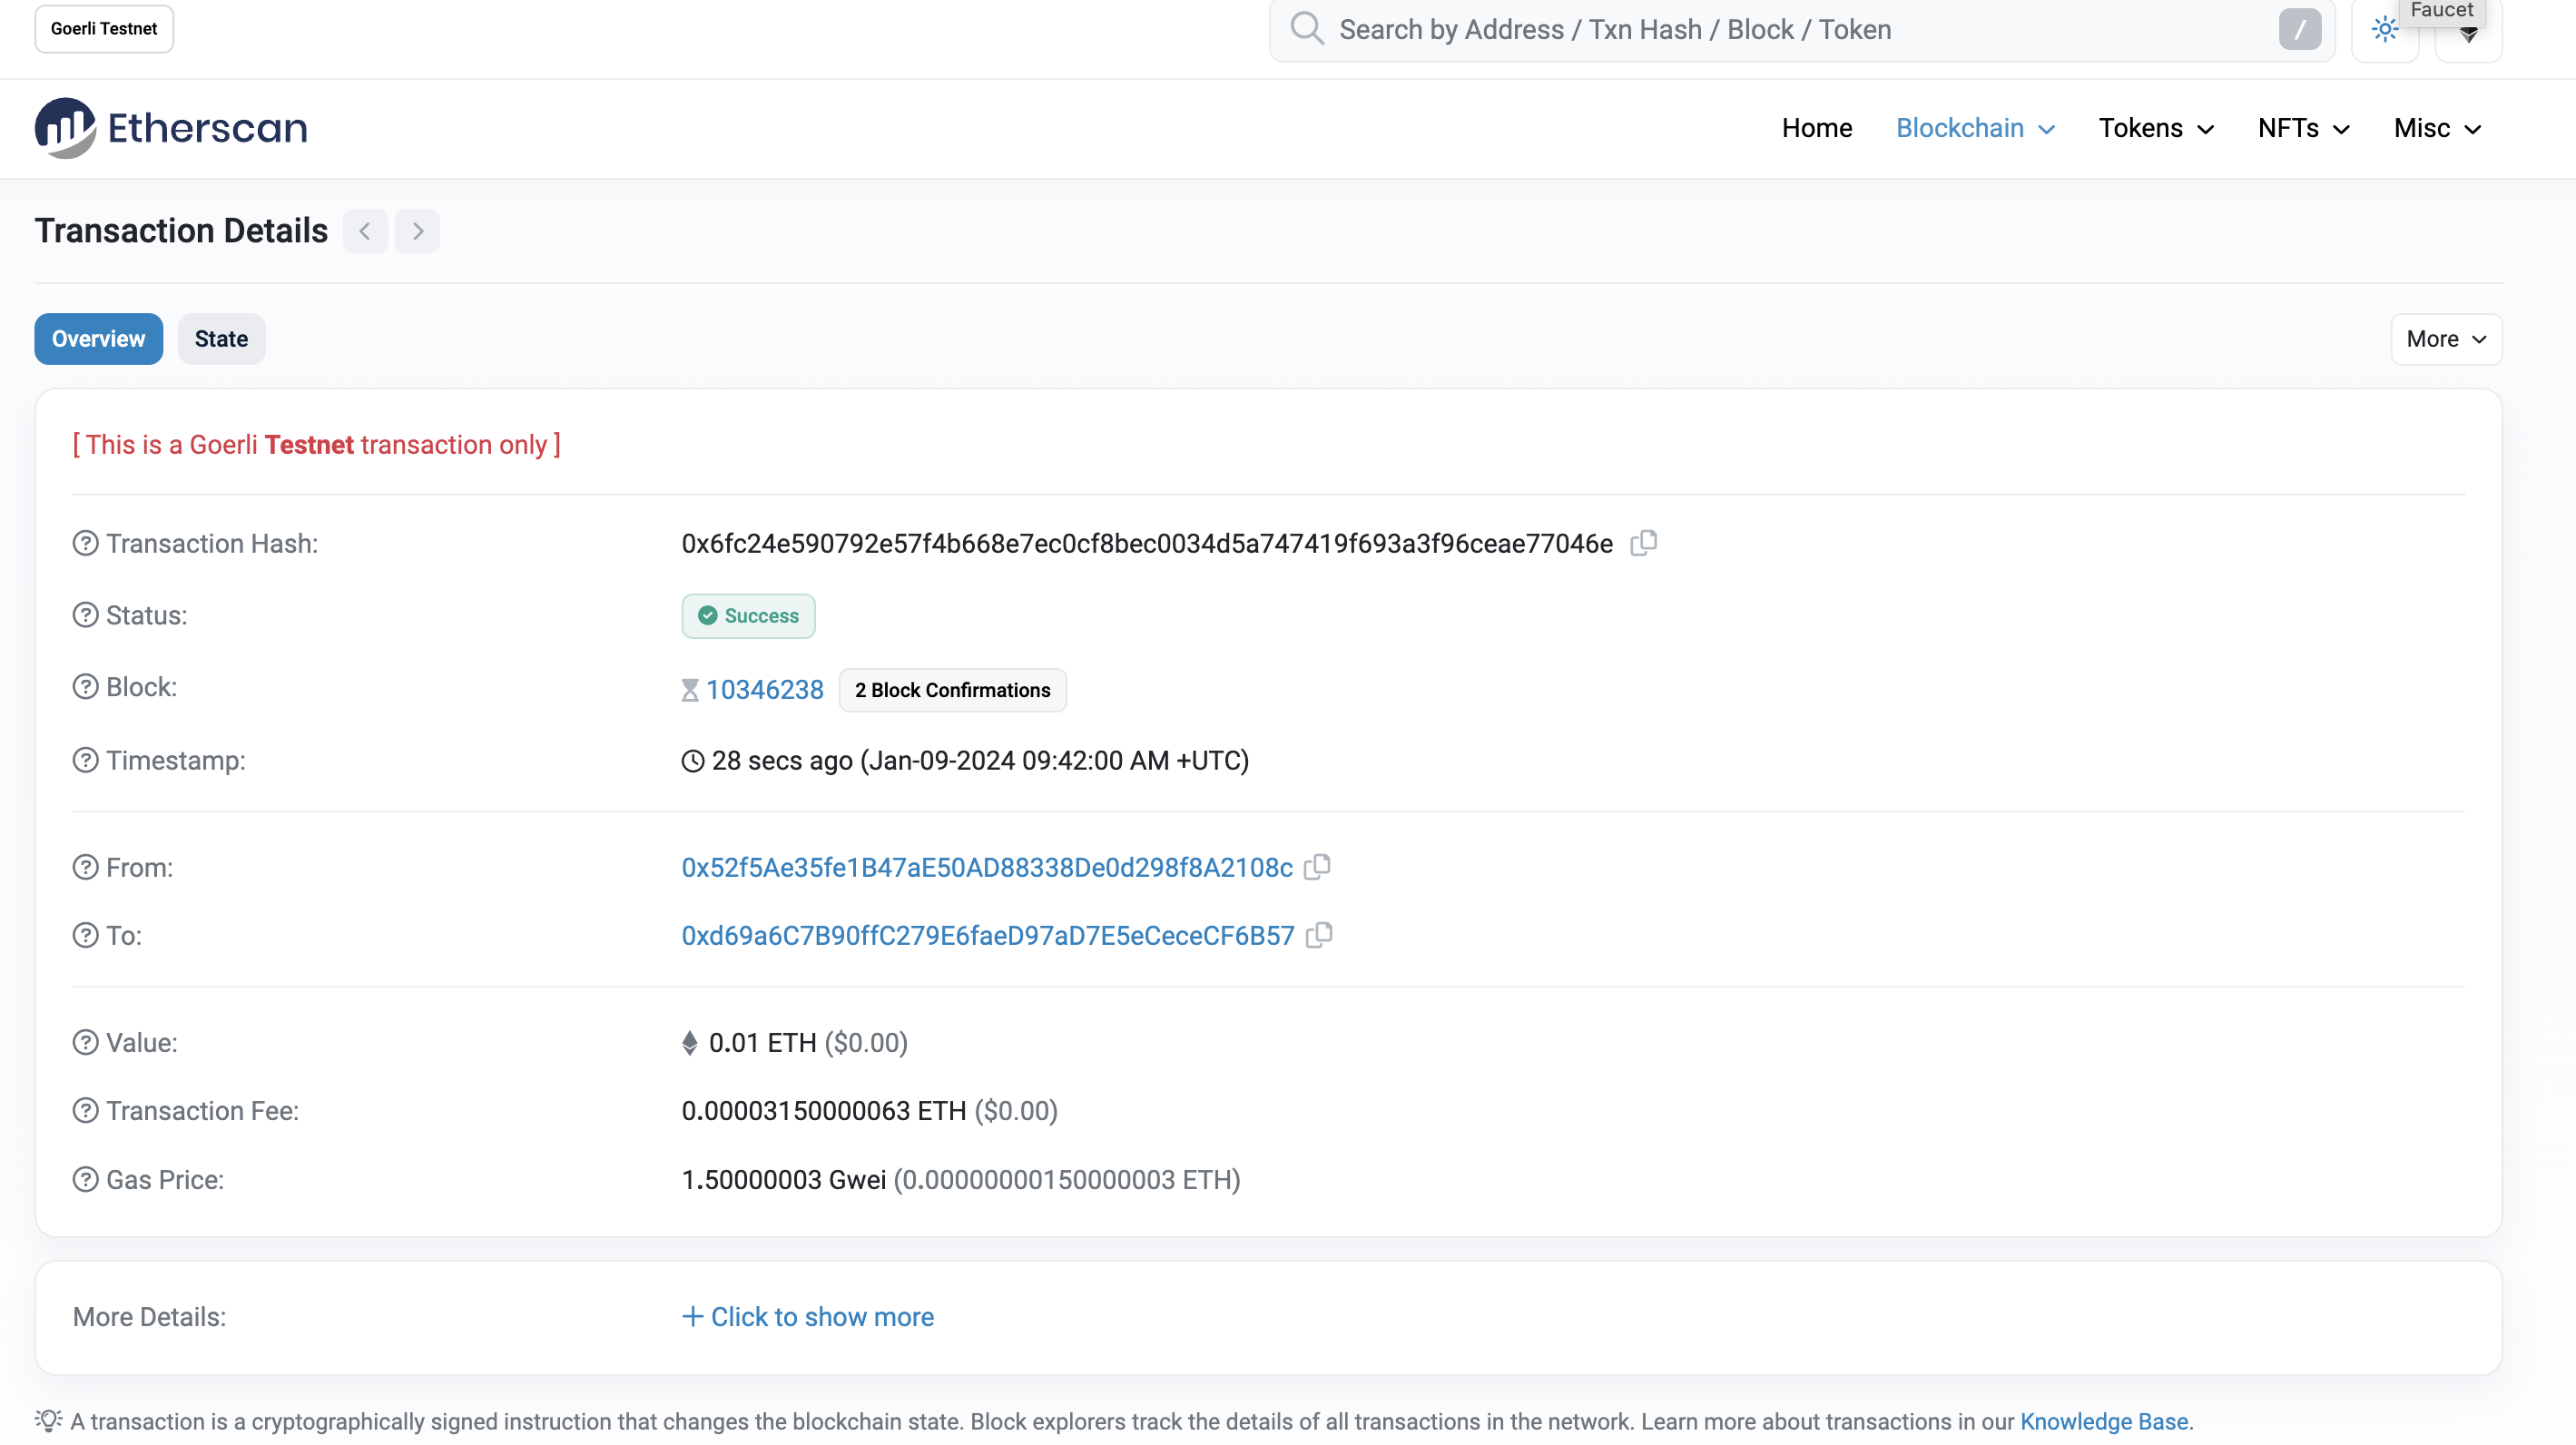 Goerli Testnet
Search by Address / Txn Hash / Block / Token
/
Faucet
Etherscan
Home Blockchain Tokens NFTs Misc
Transaction Details
Overview State More
[ This is a Goerli Testnet transaction only ]
Transaction Hash: 0x6fc24e590792e57f4b668e7ec0cf8bec0034d5a747419f693a3f96ceae77046e
Status: Success
Block: 10346238 2 Block Confirmations
Timestamp: 28 secs ago (Jan-09-2024 09:42:00 AM +UTC)
From: 0x52f5Ae35fe1B47aE50AD88338De0d298f8A2108c
To: 0xd69a6C7B90ffC279E6faeD97aD7E5eCeceCF6B57
Value: 0.01 ETH ($0.00)
Transaction Fee: 0.00003150000063 ETH ($0.00)
Gas Price: 1.50000003 Gwei (0.00000000150000003 ETH)
More Details: + Click to show more
A transaction is a cryptographically signed instruction that changes the blockchain state. Block explorers track the details of all transactions in the network. Learn more about transactions in our Knowledge Base.